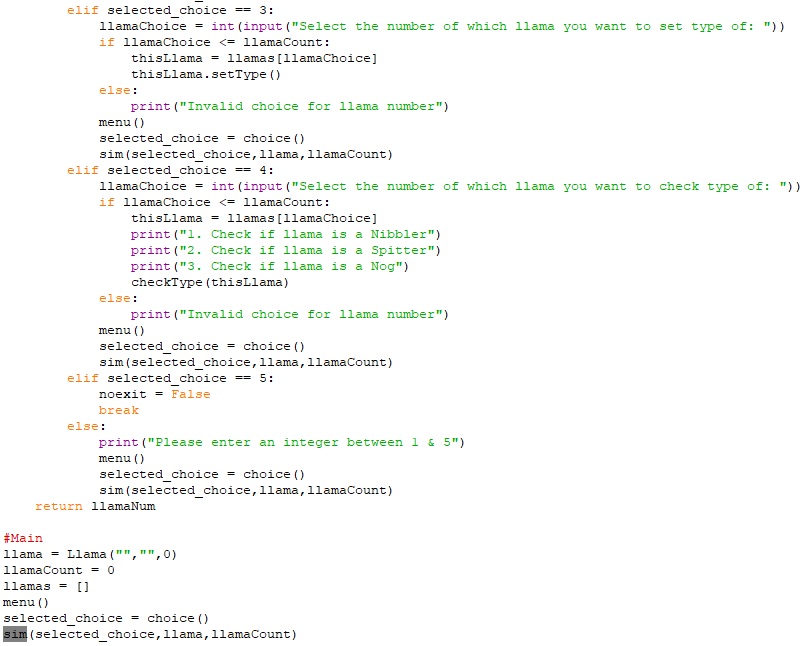 elif selected_choice == 3:
llamaChoice = int(input("Select the number of which llama you want to set type of: "))
if llamaChoice <= llamaCount:
thisLlama = llamas[llamaChoice]
thisLlama.setType()
else:
print("Invalid choice for llama number")
menu()
selected_choice = choice()
sim(selected_choice,llama,llamaCount)
elif selected_choice == 4:
llamaChoice = int(input("Select the number of which llama you want to check type of: "))
if llamaChoice <= llamaCount:
thisLlama = llamas[llamaChoice]
print("1. Check if llama is a Nibbler")
print("2. Check if llama is a Spitter")
print("3. Check if llama is a Nog")
checkType(thisLlama)
else:
print("Invalid choice for llama number")
menu()
selected_choice = choice()
sim(selected_choice,llama,llamaCount)
elif selected_choice == 5:
noexit = False
break
else:
print("Please enter an integer between 1 & 5")
menu()
selected_choice = choice()
sim(selected_choice,llama,llamaCount)
return llamaNum
#Main
llama = Llama("","",0)
llamaCount = 0
llamas = []
menu()
selected_choice = choice()
sim(selected_choice,llama,llamaCount)